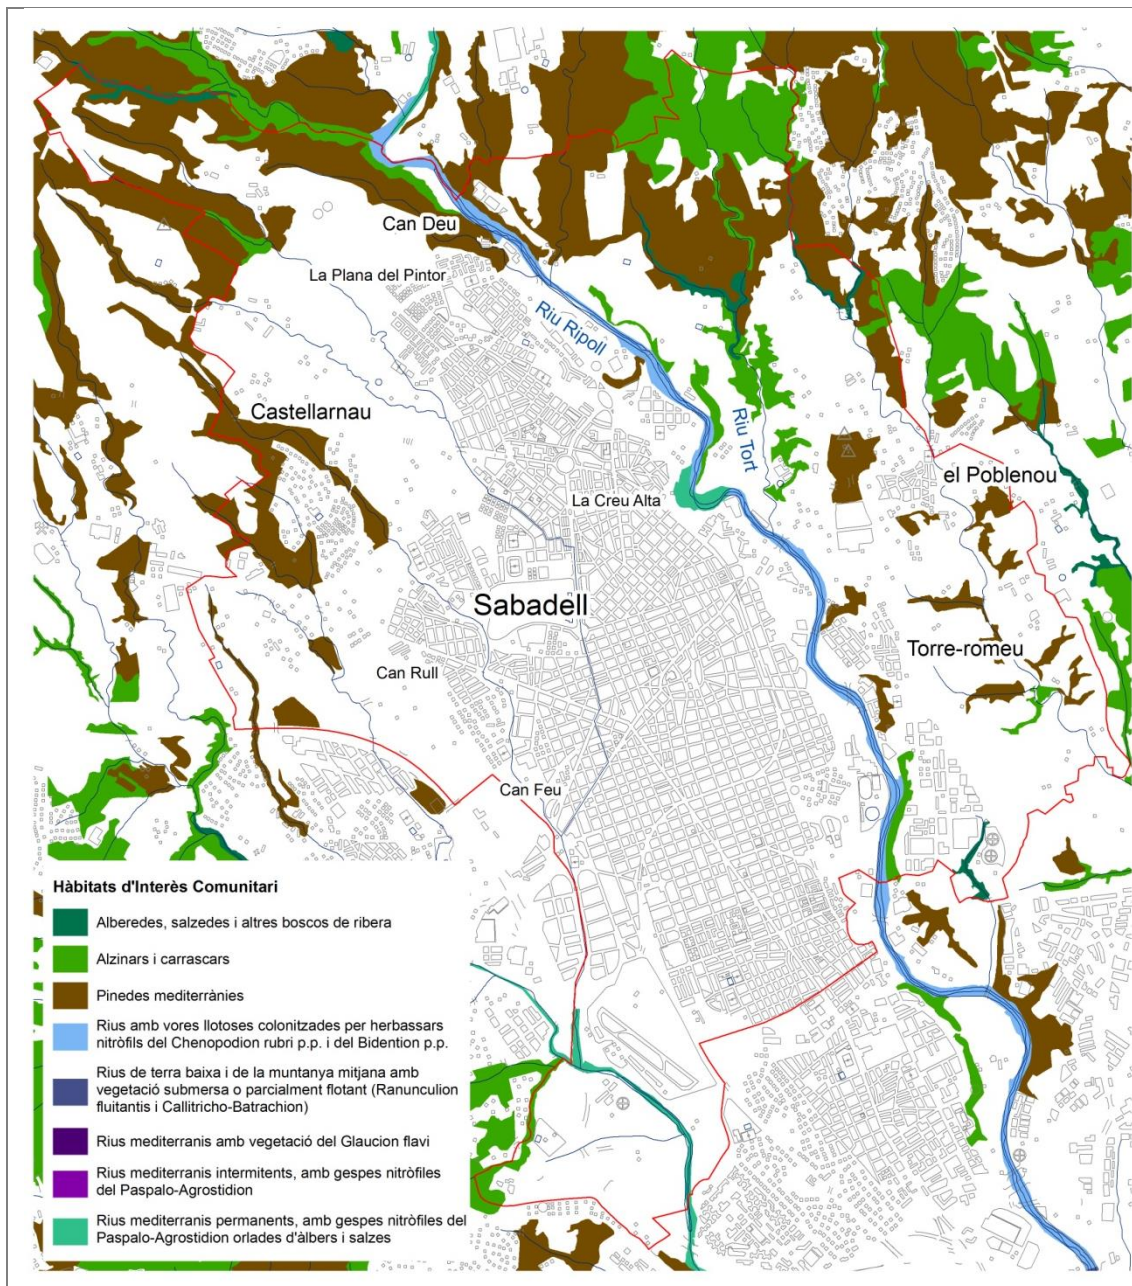 Can Deu
La Plana del Pintor
Riu Ripoll
Castellarnau
Riu Tort
el Poblenou
La Creu Alta
Sabadell
Torre-romeu
Can Rull
Can Feu
Hàbitats d'Interès Comunitari
Alberedes, salzedes i altres boscos de ribera
Alzinars i carrascars
Pinedes mediterrànies
Rius amb vores llotoses colonitzades per herbassars
nitròfils del Chenopodion rubri p.p. i del Bidention p.p.
Rius de terra baixa i de la muntanya mitjana amb
vegetació submersa o parcialment flotant (Ranunculion
fluitantis i Callitricho-Batrachion)
Rius mediterranis amb vegetació del Glaucion flavi
Rius mediterranis intermitents, amb gespes nitròfiles
del Paspalo-Agrostidion
Rius mediterranis permanents, amb gespes nitròfiles del
Paspalo-Agrostidion orlades d'àlbers i salzes